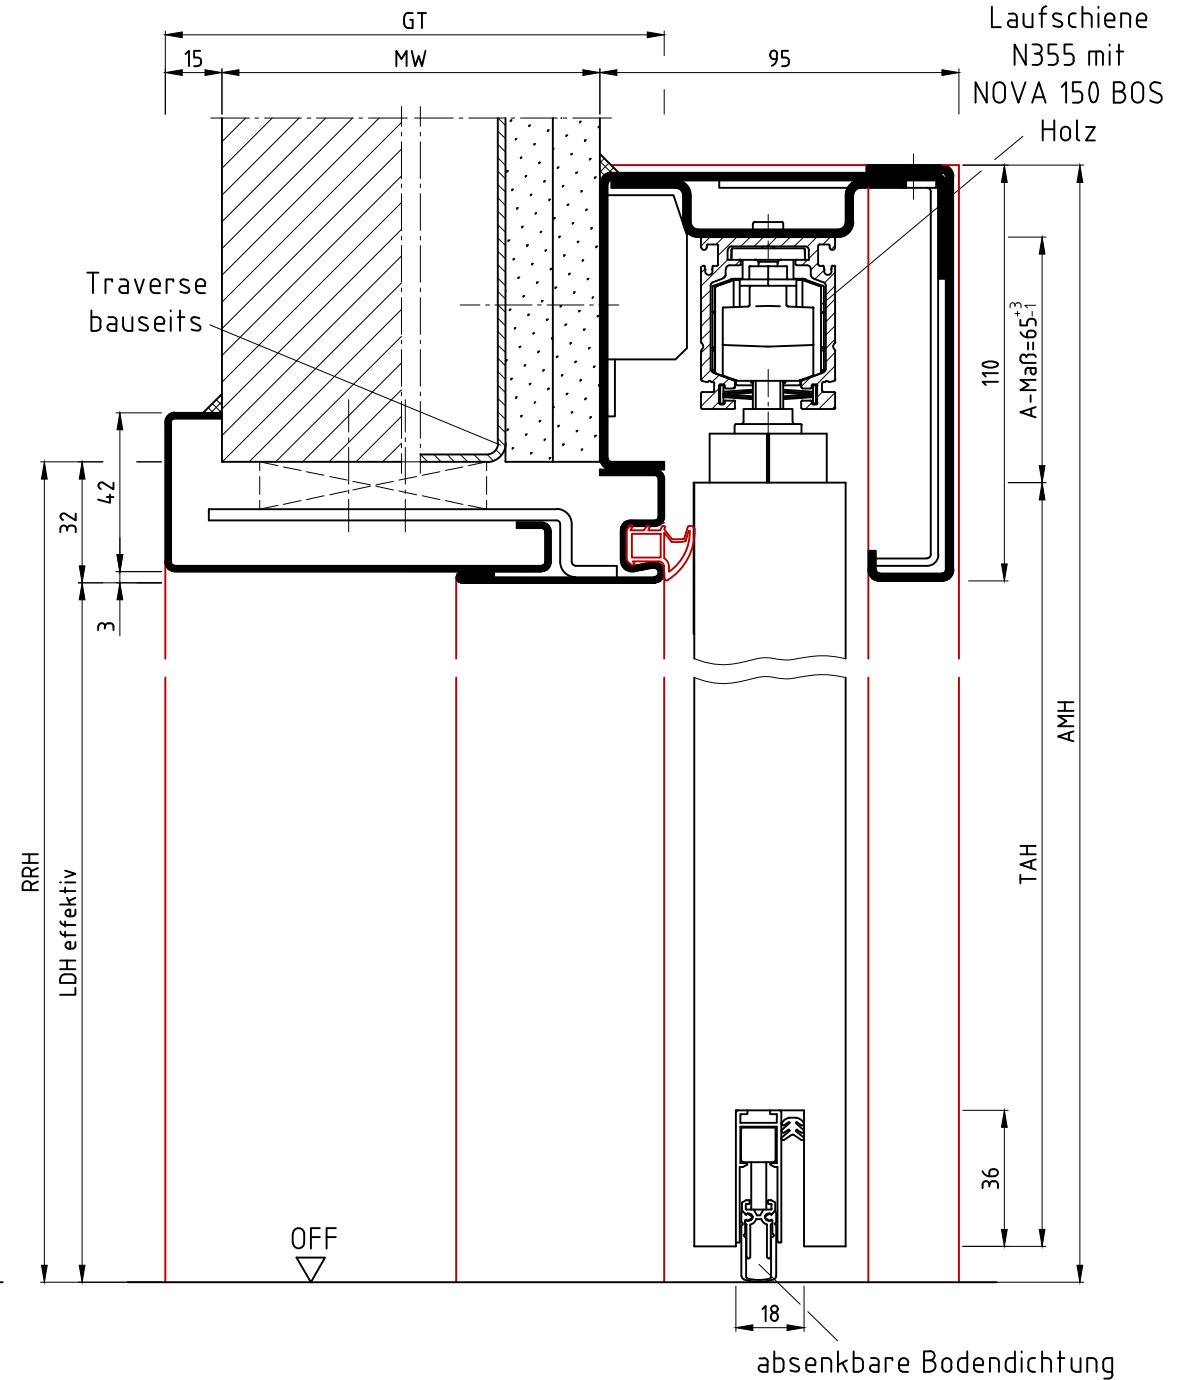 GT
Laufschiene
N355 mit
NOVA 150 BOS
Holz
15
MW
95
Traverse
bauseits
110
A-Maß=65+3-1
42
32
3
AMH
TAH
RRH
LDH effektiv
36
OFF
18
absenkbare Bodendichtung